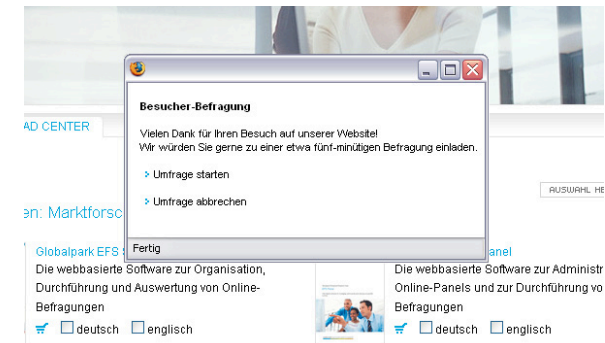 Besucher-Befragung
Vielen Dank für Ihren Besuch auf unserer Website!
Wir würden Sie gerne zu einer etwa fünf-minütigen Befragung einladen.
Umfrage starten
Umfrage abbrechen
Fertig
AD CENTER
AUSWAHL HE
en: Marktforsc
Globalpark EFS
Die webbasierte Software zur Organisation,
Durchführung und Auswertung von Online-
Befragungen
deutsch englisch
anel
Die webbasierte Software zur Administr
Online-Panels und zur Durchführung vo
Befragungen
deutsch englisch